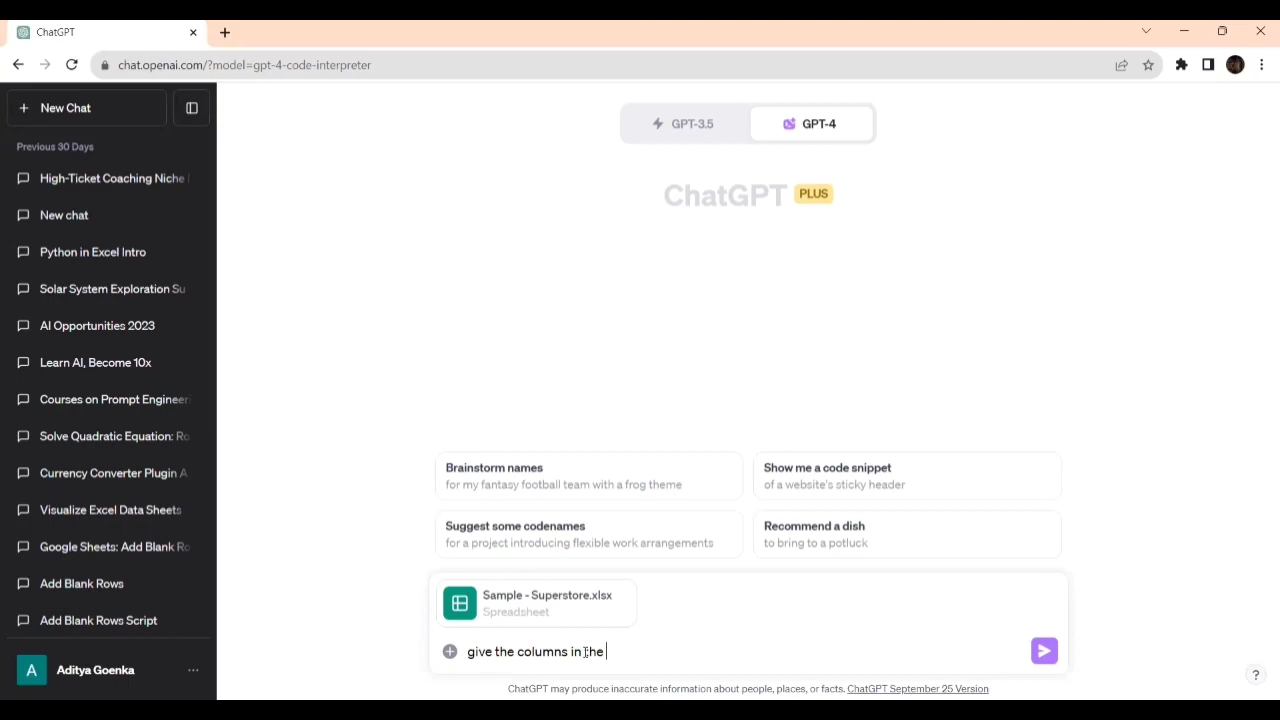 ChatGPT
chat.openai.com/?model=gpt-4-code-interpreter
New Chat
Previous 30 Days
High-Ticket Coaching Niche
New chat
Python in Excel Intro
Solar System Exploration Su
AI Opportunities 2023
Learn AI, Become 10x
Courses on Prompt Engineer
Solve Quadratic Equation: Ro
Currency Converter Plugin A
Visualize Excel Data Sheets
Google Sheets: Add Blank Ro
Add Blank Rows
Add Blank Rows Script
A Aditya Goenka
GPT-3.5 GPT-4
ChatGPT PLUS
Brainstorm names
for my fantasy football team with a frog theme
Show me a code snippet
of a website's sticky header
Suggest some codenames
for a project introducing flexible work arrangements
Recommend a dish
to bring to a potluck
Sample - Superstore.xlsx
Spreadsheet
give the columns in the
ChatGPT may produce inaccurate information about people, places, or facts. ChatGPT September 25 Version
?